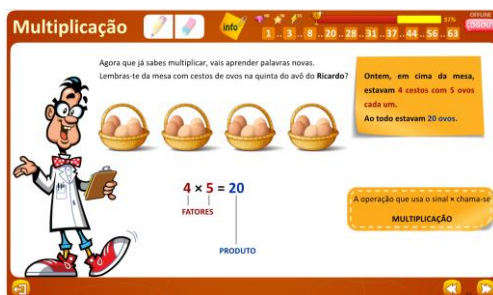 Multiplicação
info
37%
OFFLINE
1 .. 3 .. 8 .. 20 .. 28 .. 31 .. 37 .. 44 .. 56 .. 63
Agora que já sabes multiplicar, vais aprender palavras novas.
Lembras-te da mesa com cestos de ovos na quinta do avô do Ricardo?
Ontem, em cima da mesa,
estavam 4 cestos com 5 ovos
cada um.
Ao todo estavam 20 ovos.
4 × 5 = 20
FATORES
PRODUTO
A operação que usa o sinal × chama-se
MULTIPLICAÇÃO